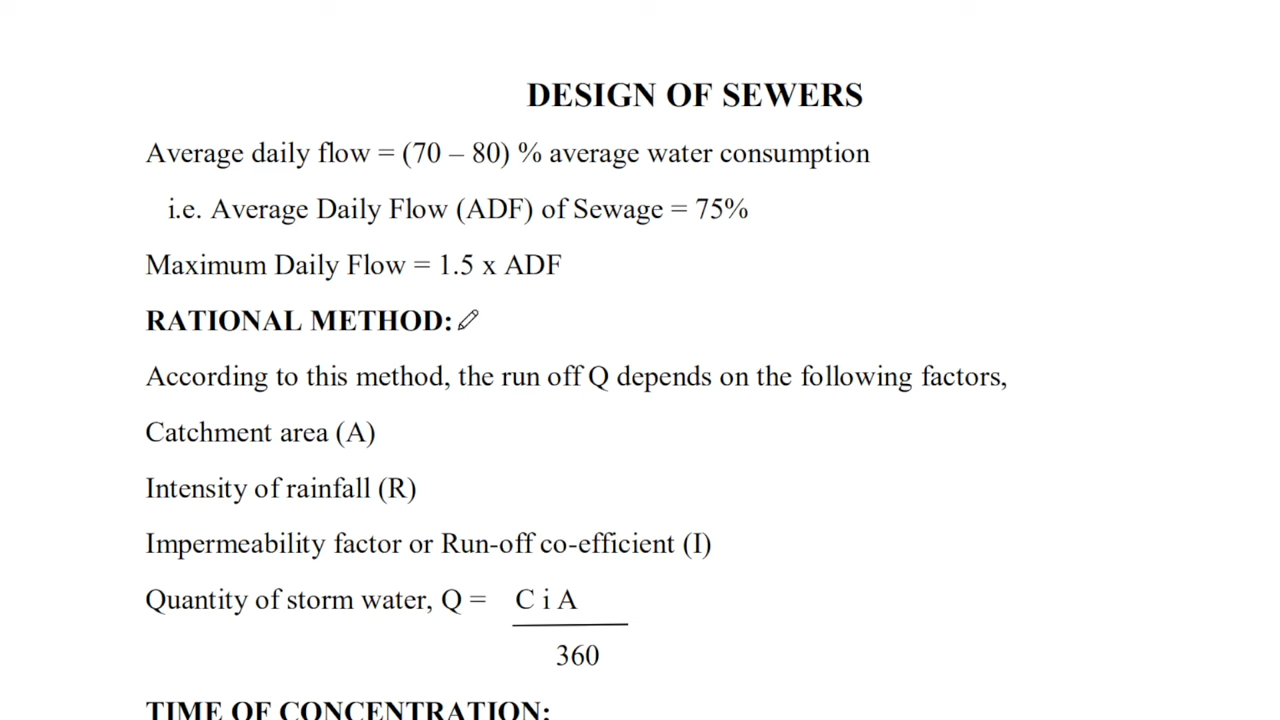 DESIGN OF SEWERS
Average daily flow = (70 – 80) % average water consumption
i.e. Average Daily Flow (ADF) of Sewage = 75%
Maximum Daily Flow = 1.5 x ADF
RATIONAL METHOD:
According to this method, the run off Q depends on the following factors,
Catchment area (A)
Intensity of rainfall (R)
Impermeability factor or Run-off co-efficient (I)
Quantity of storm water, Q = C i A
360
TIME OF CONCENTRATION: